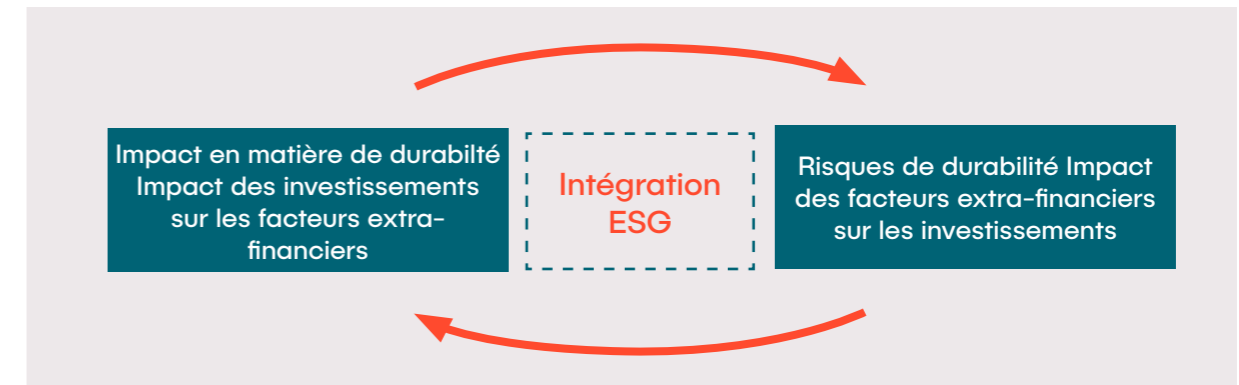 Impact en matière de durabilté
Impact des investissements
sur les facteurs extra-
financiers
Intégration
ESG
Risques de durabilité Impact
des facteurs extra-financiers
sur les investissements